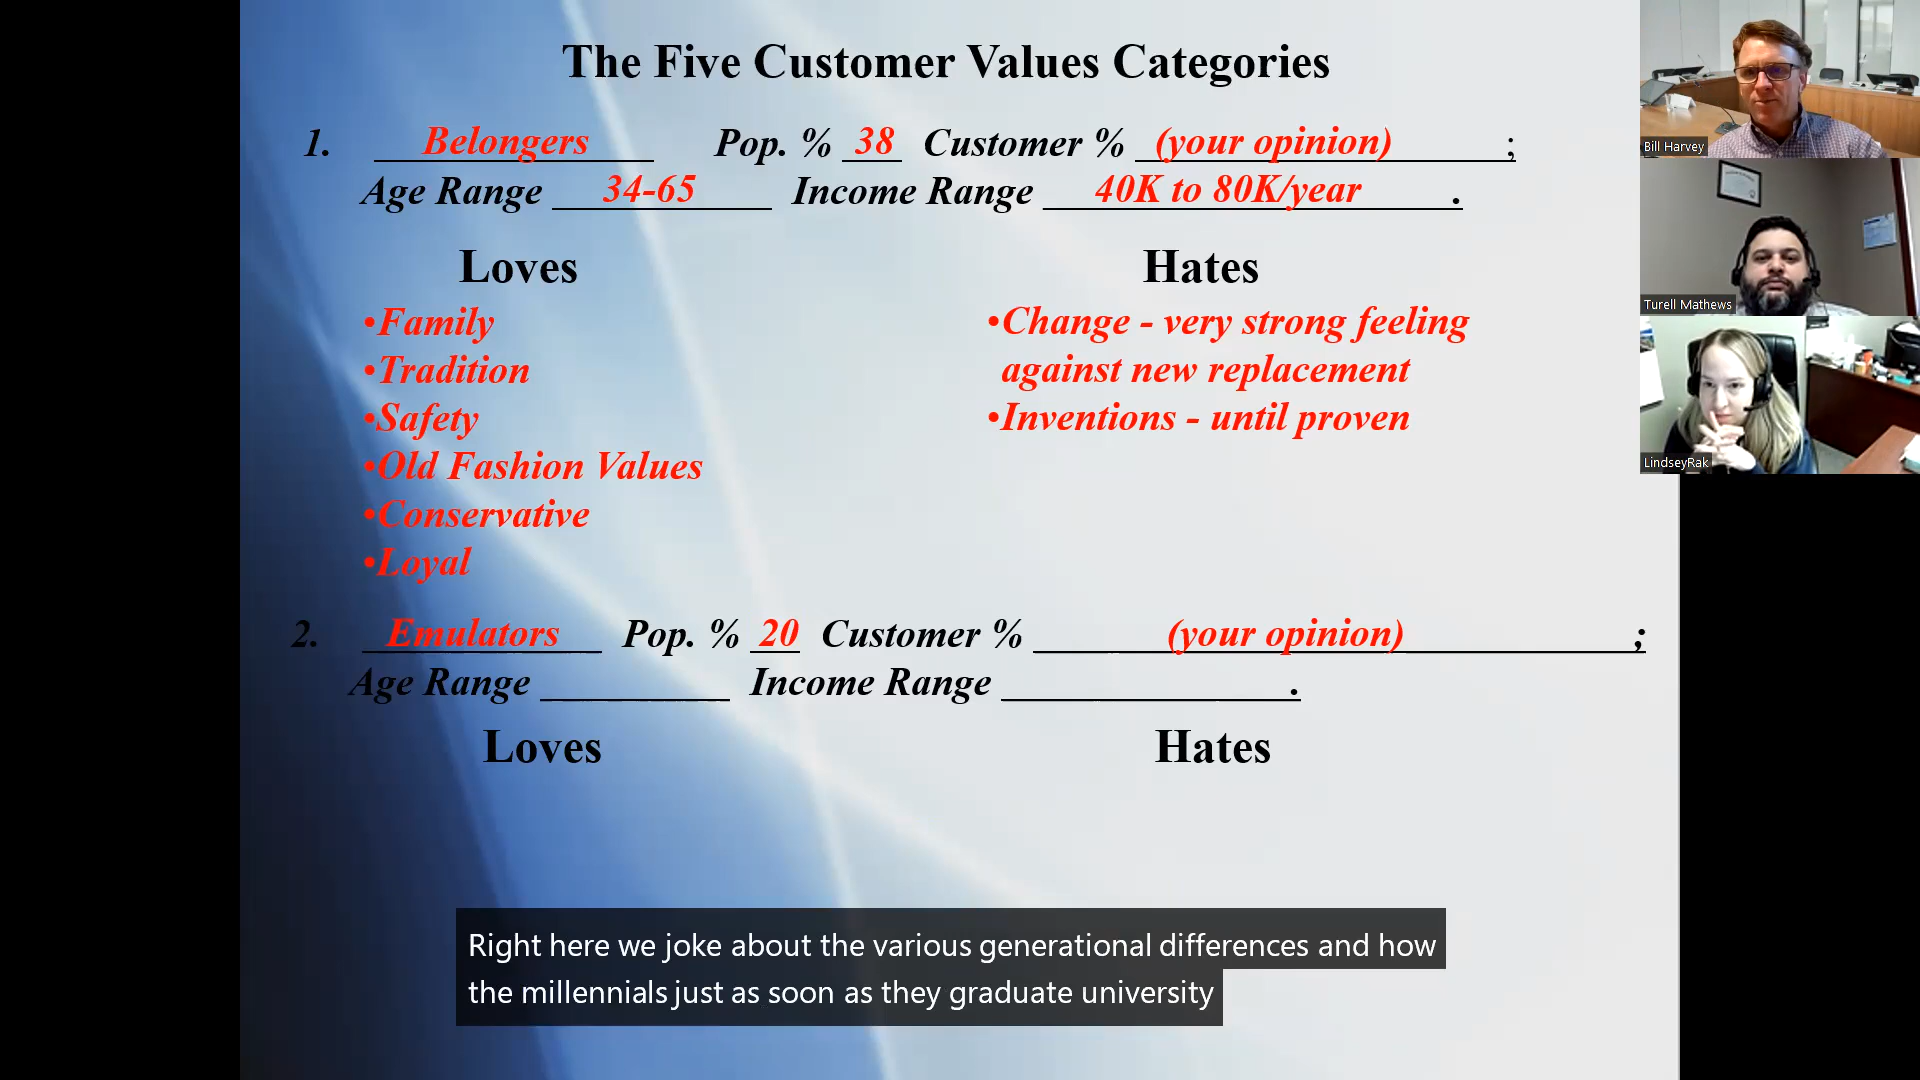 The Five Customer Values Categories
1. Belongers Pop. % 38 Customer % (your opinion) ;
Age Range 34-65 Income Range 40K to 80K/year .
Loves
Hates
•Family
•Tradition
•Safety
•Old Fashion Values
•Conservative
•Loyal
•Change - very strong feeling
against new replacement
•Inventions - until proven
2. Emulators Pop. % 20 Customer % (your opinion) ;
Age Range Income Range .
Loves
Hates
Right here we joke about the various generational differences and how
the millennials just as soon as they graduate university
Bill Harvey
Turell Mathews
LindseyRak